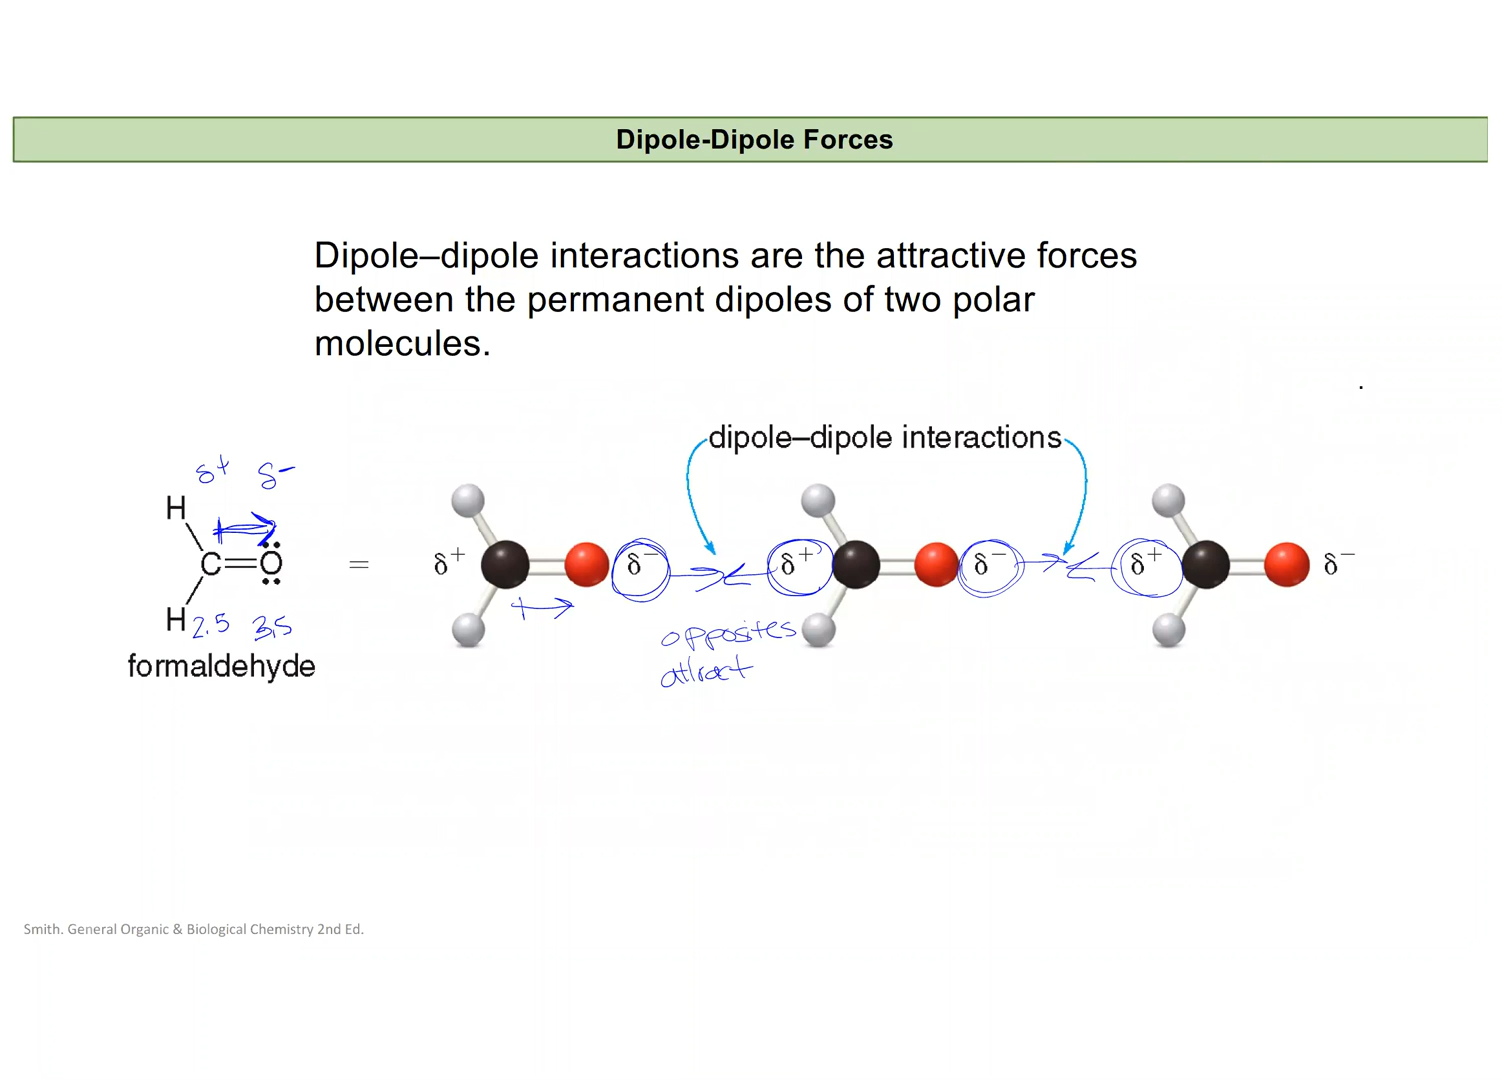 Dipole-Dipole Forces
Dipole–dipole interactions are the attractive forces
between the permanent dipoles of two polar
molecules.
dipole–dipole interactions
δ+ δ−
H
C=O
H 2.5 3.5
formaldehyde
=
δ+ δ− δ+ δ− δ+ δ−
opposites
attract
Smith. General Organic & Biological Chemistry 2nd Ed.